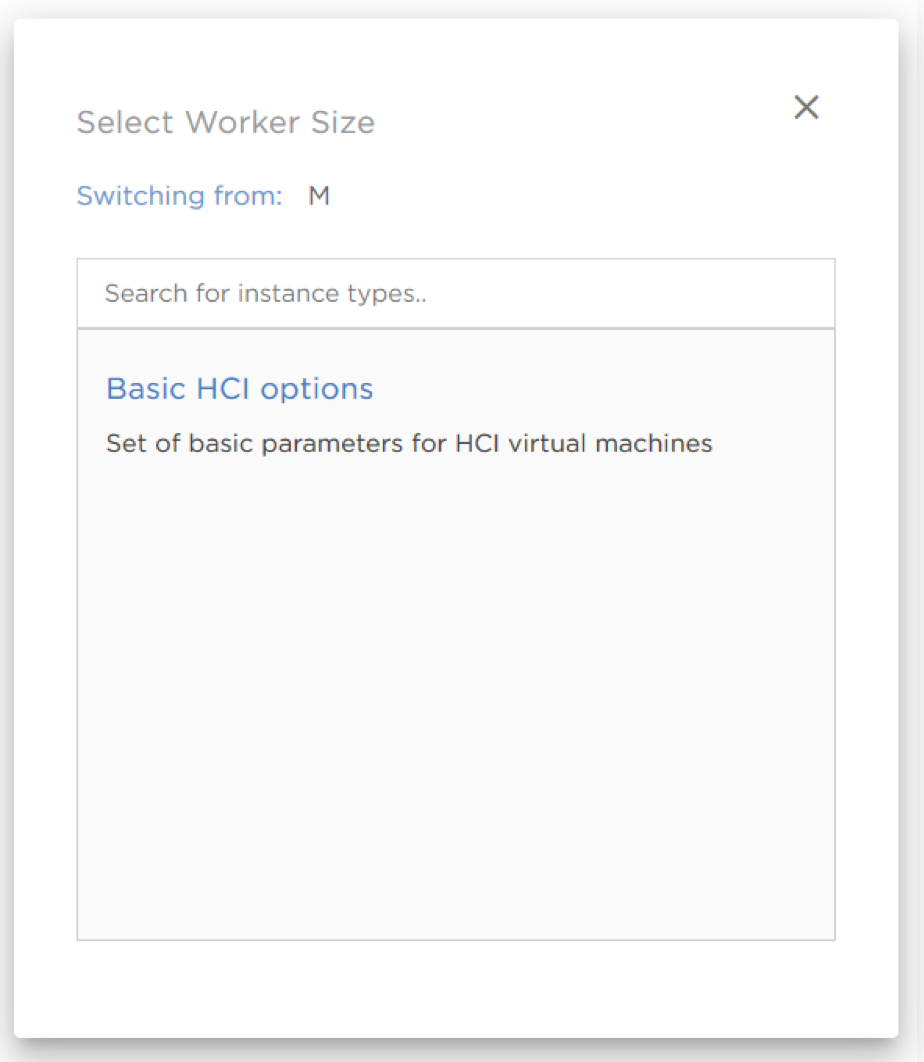 Select Worker Size
Switching from: M
Search for instance types..
Basic HCI options
Set of basic parameters for HCI virtual machines